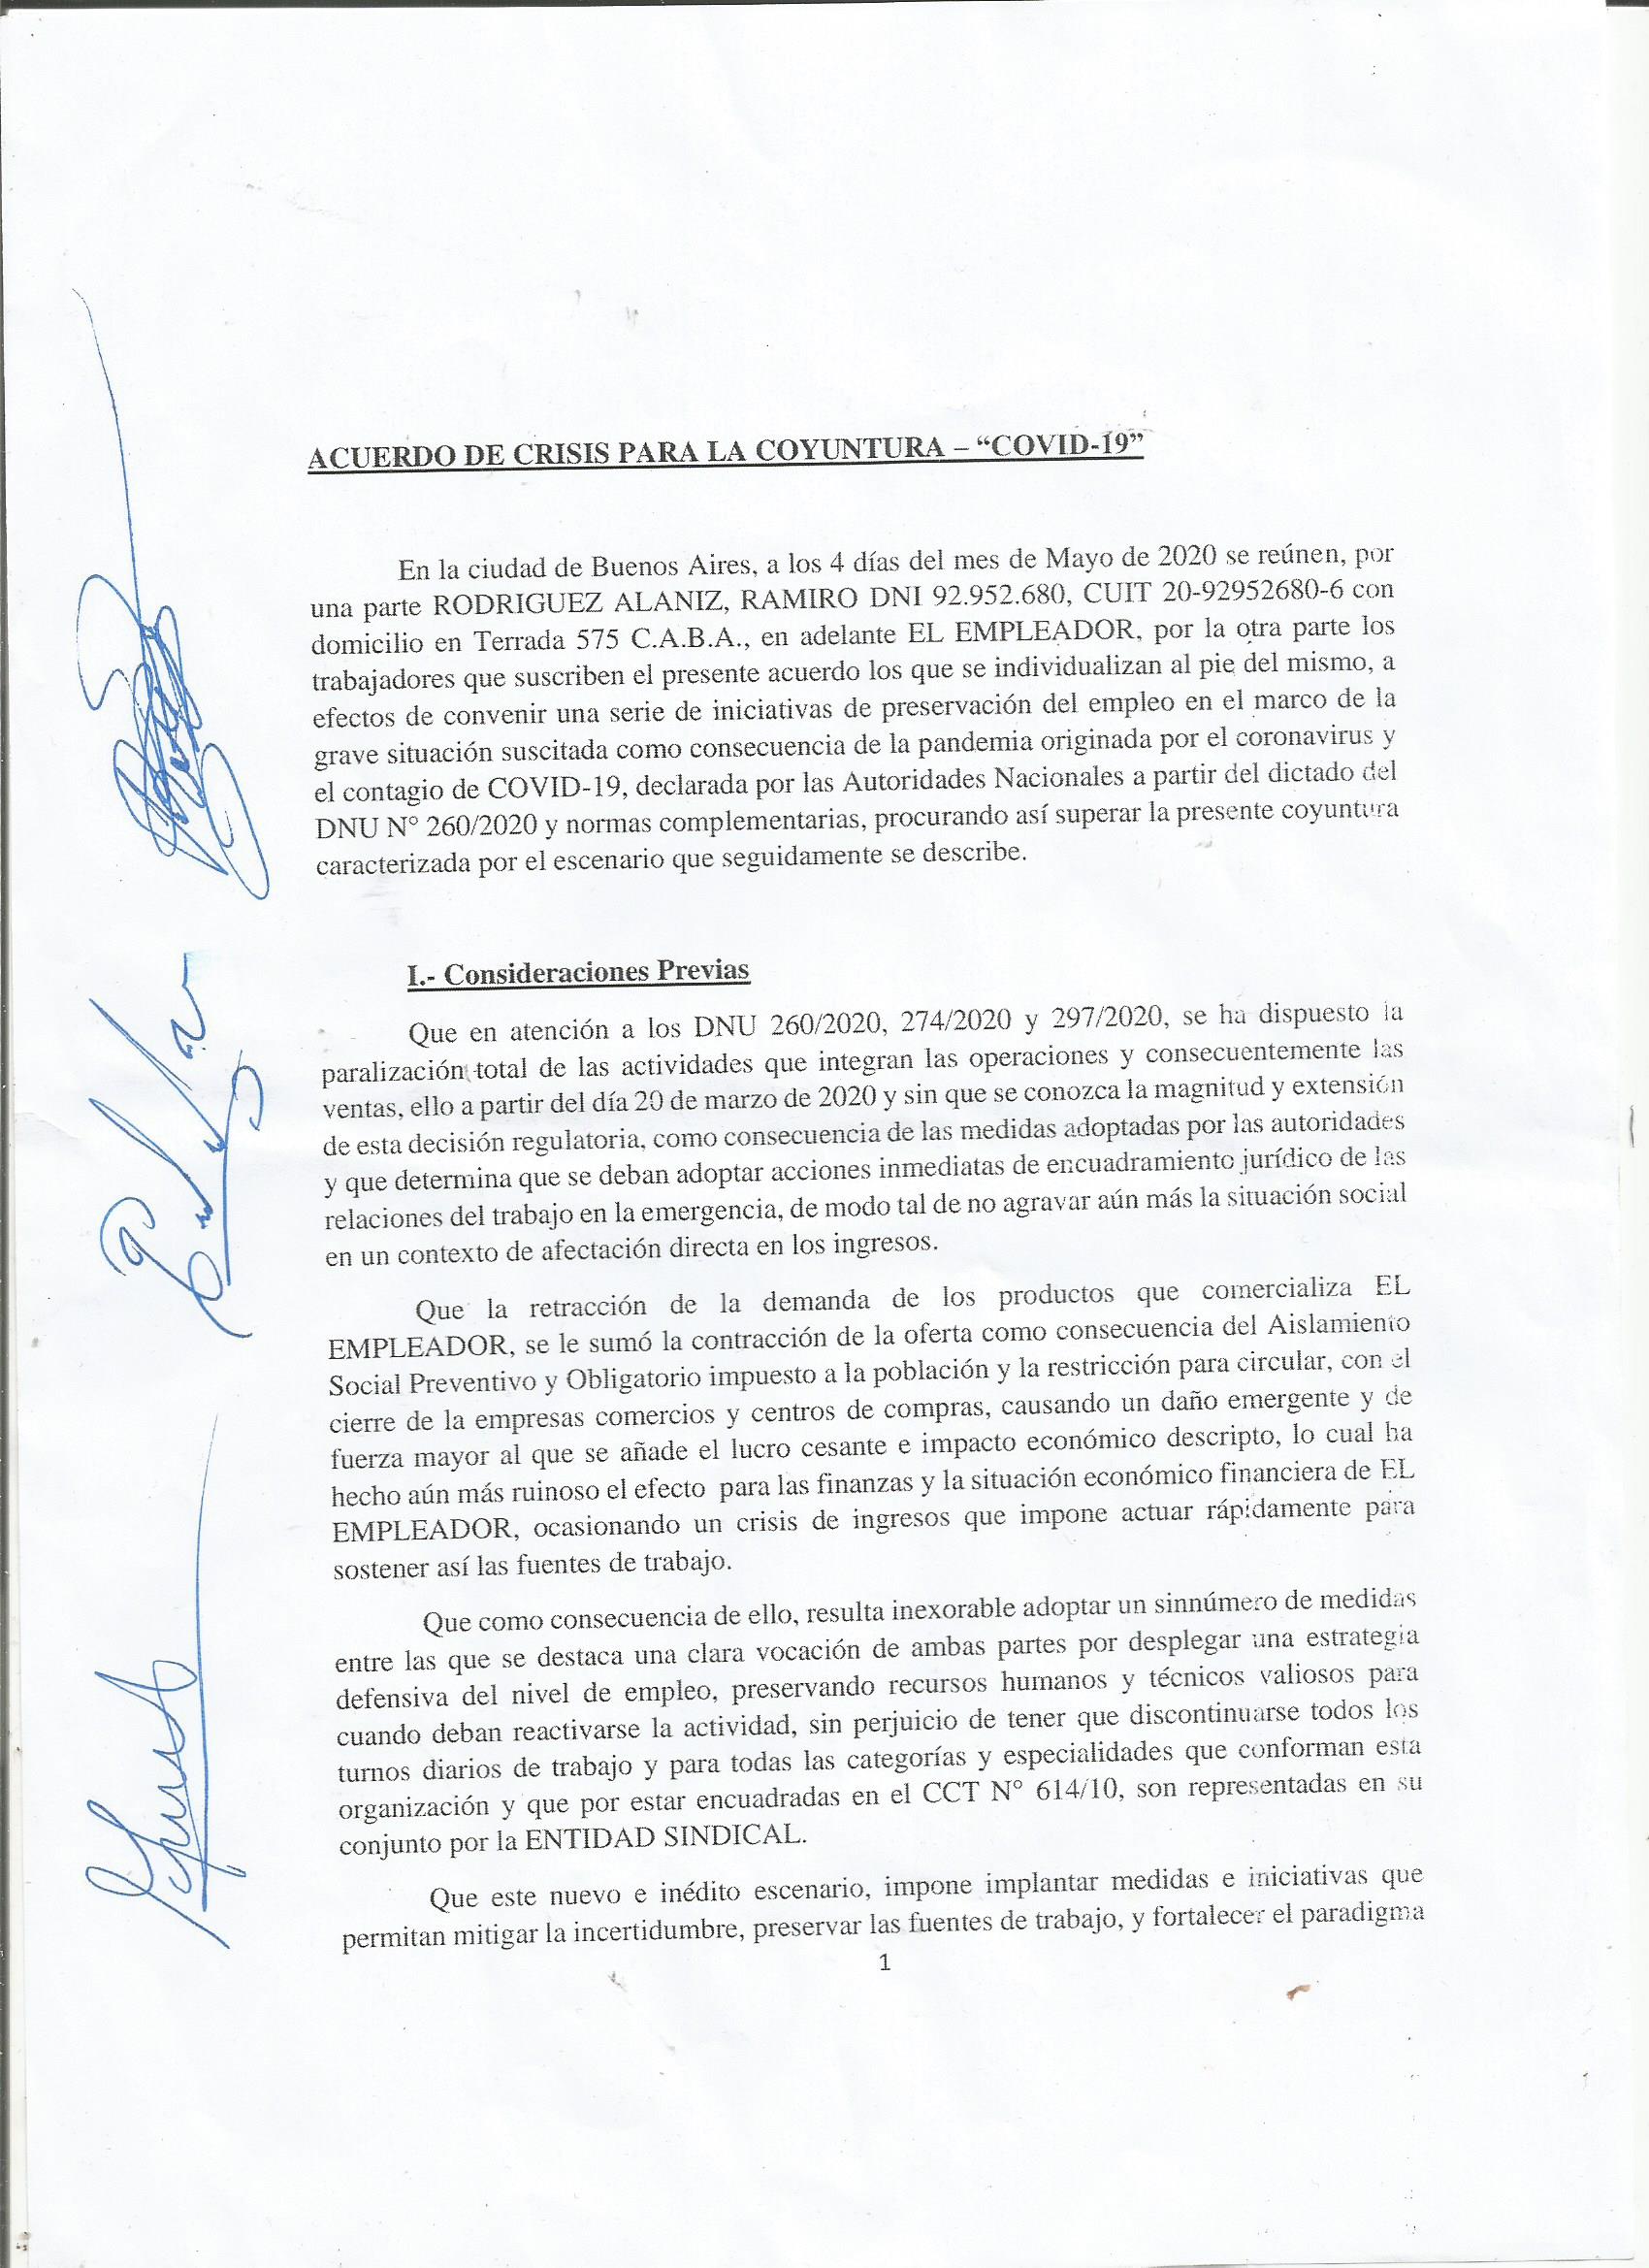 ACUERDO DE CRISIS PARA LA COYUNTURA – “COVID-19”
En la ciudad de Buenos Aires, a los 4 días del mes de Mayo de 2020 se reúnen, por
una parte RODRIGUEZ ALANIZ, RAMIRO DNI 92.952.680, CUIT 20-92952680-6 con
domicilio en Terrada 575 C.A.B.A., en adelante EL EMPLEADOR, por la otra parte los
trabajadores que suscriben el presente acuerdo los que se individualizan al pie del mismo, a
efectos de convenir una serie de iniciativas de preservación del empleo en el marco de la
grave situación suscitada como consecuencia de la pandemia originada por el coronavirus y
el contagio de COVID-19, declarada por las Autoridades Nacionales a partir del dictado del
DNU N° 260/2020 y normas complementarias, procurando así superar la presente coyuntura
caracterizada por el escenario que seguidamente se describe.
I.- Consideraciones Previas
Que en atención a los DNU 260/2020, 274/2020 y 297/2020, se ha dispuesto la
paralización total de las actividades que integran las operaciones y consecuentemente las
ventas, ello a partir del día 20 de marzo de 2020 y sin que se conozca la magnitud y extensión
de esta decisión regulatoria, como consecuencia de las medidas adoptadas por las autoridades
y que determina que se deban adoptar acciones inmediatas de encuadramiento jurídico de las
relaciones del trabajo en la emergencia, de modo tal de no agravar aún más la situación social
en un contexto de afectación directa en los ingresos.
Que la retracción de la demanda de los productos que comercializa EL
EMPLEADOR, se le sumó la contracción de la oferta como consecuencia del Aislamiento
Social Preventivo y Obligatorio impuesto a la población y la restricción para circular, con el
cierre de la empresas comercios y centros de compras, causando un daño emergente y de
fuerza mayor al que se añade el lucro cesante e impacto económico descripto, lo cual ha
hecho aún más ruinoso el efecto para las finanzas y la situación económico financiera de EL
EMPLEADOR, ocasionando un crisis de ingresos que impone actuar rápidamente para
sostener así las fuentes de trabajo.
Que como consecuencia de ello, resulta inexorable adoptar un sinnúmero de medidas
entre las que se destaca una clara vocación de ambas partes por desplegar una estrategia
defensiva del nivel de empleo, preservando recursos humanos y técnicos valiosos para
cuando deban reactivarse la actividad, sin perjuicio de tener que discontinuarse todos los
turnos diarios de trabajo y para todas las categorías y especialidades que conforman esta
organización y que por estar encuadradas en el CCT N° 614/10, son representadas en su
conjunto por la ENTIDAD SINDICAL.
Que este nuevo e inédito escenario, impone implantar medidas e iniciativas que
permitan mitigar la incertidumbre, preservar las fuentes de trabajo, y fortalecer el paradigma
1